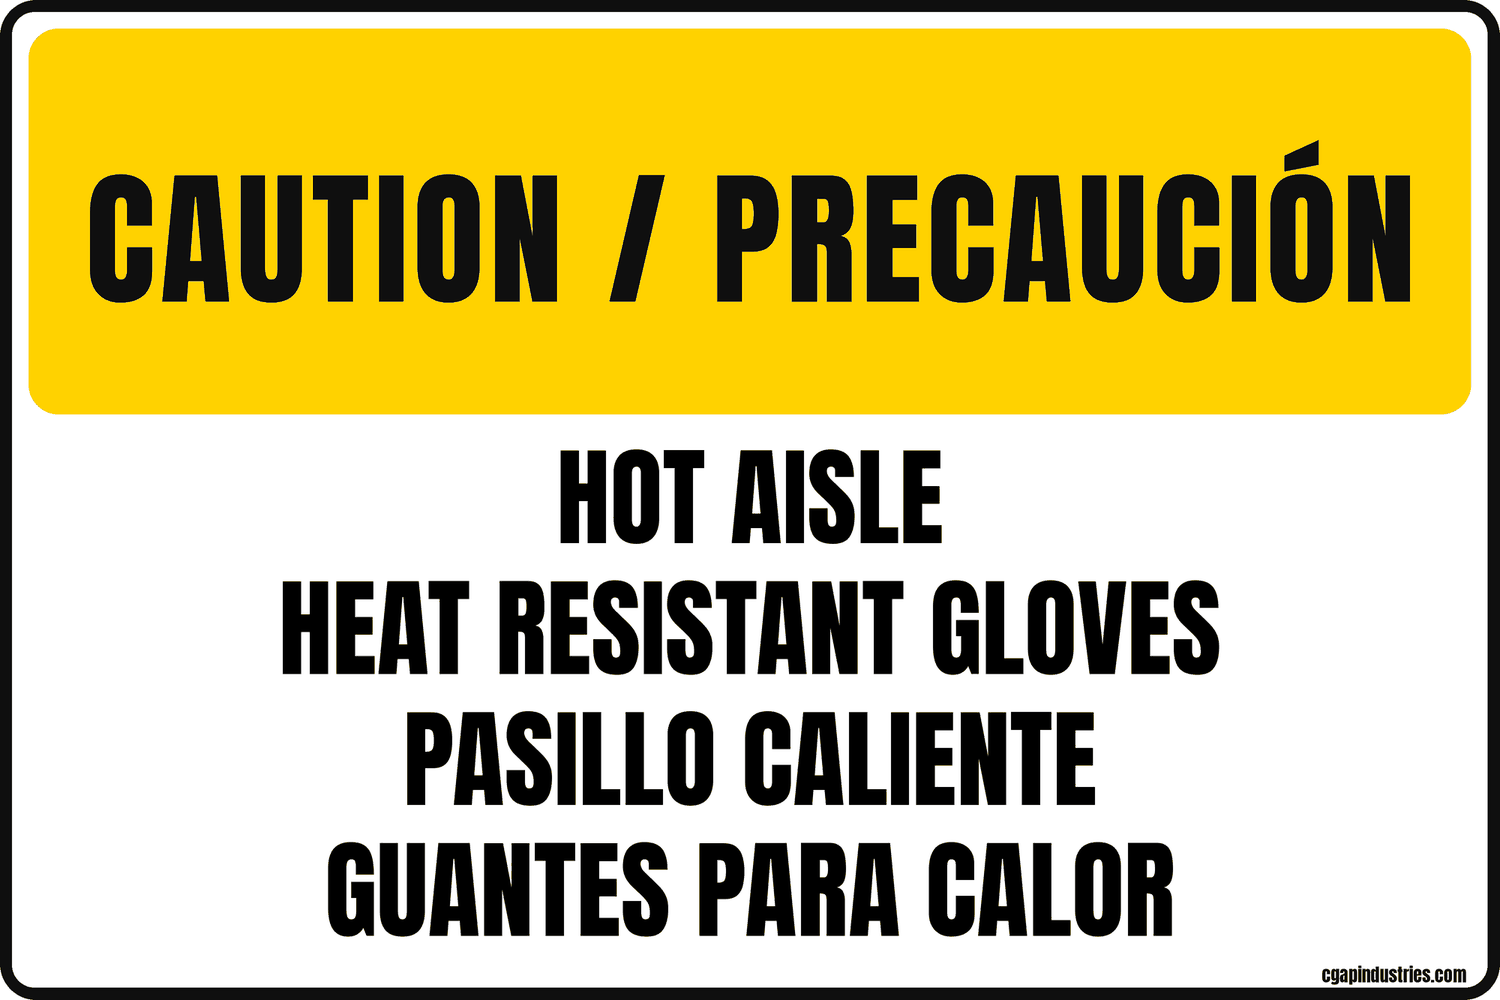 CAUTION / PRECAUCIÓN
HOT AISLE
HEAT RESISTANT GLOVES
PASILLO CALIENTE
GUANTES PARA CALOR
cgapindustries.com